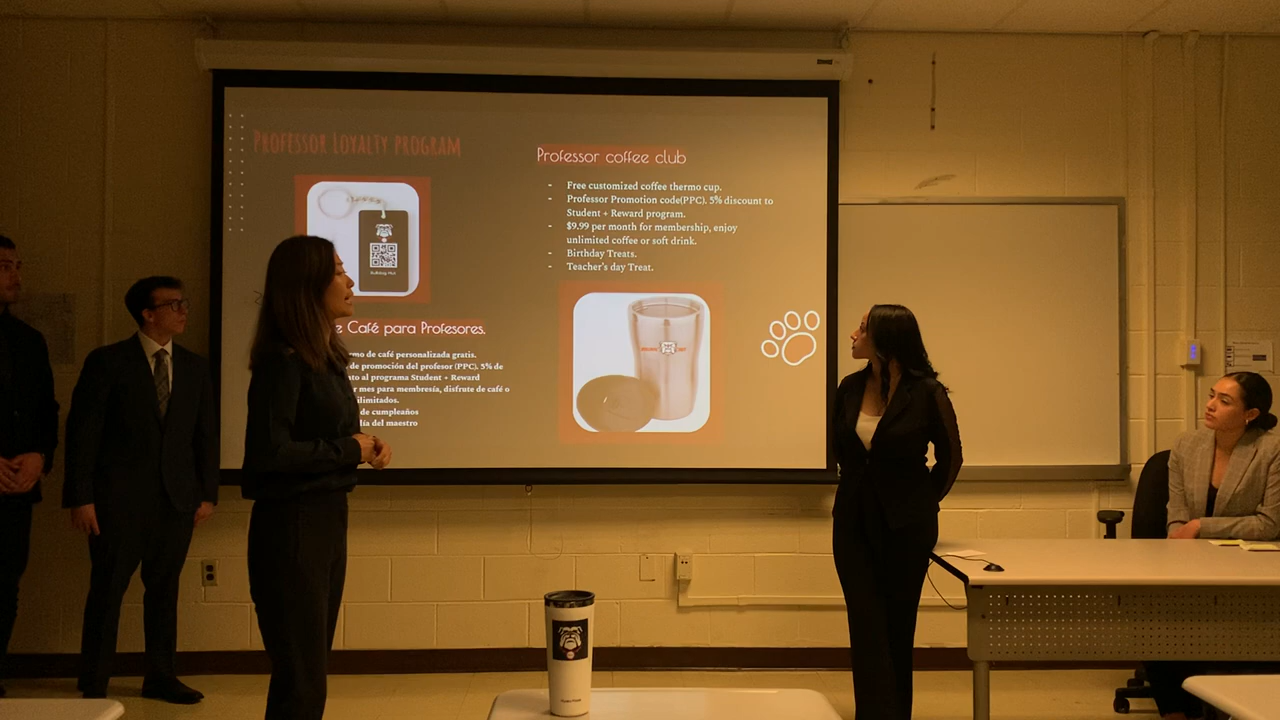 Professor Loyalty program
Professor coffee club
- Free customized coffee thermo cup.
- Professor Promotion code(PPC). 5% discount to
Student + Reward program.
- $9.99 per month for membership, enjoy
unlimited coffee or soft drink.
- Birthday Treats.
- Teacher's day Treat.
e Café para Profesores.
mo de café personalizada gratis.
de promoción del profesor (PPC). 5% de
to al programa Student + Reward
r mes para membresía, disfrute de café o
ilimitados.
de cumpleaños
día del maestro